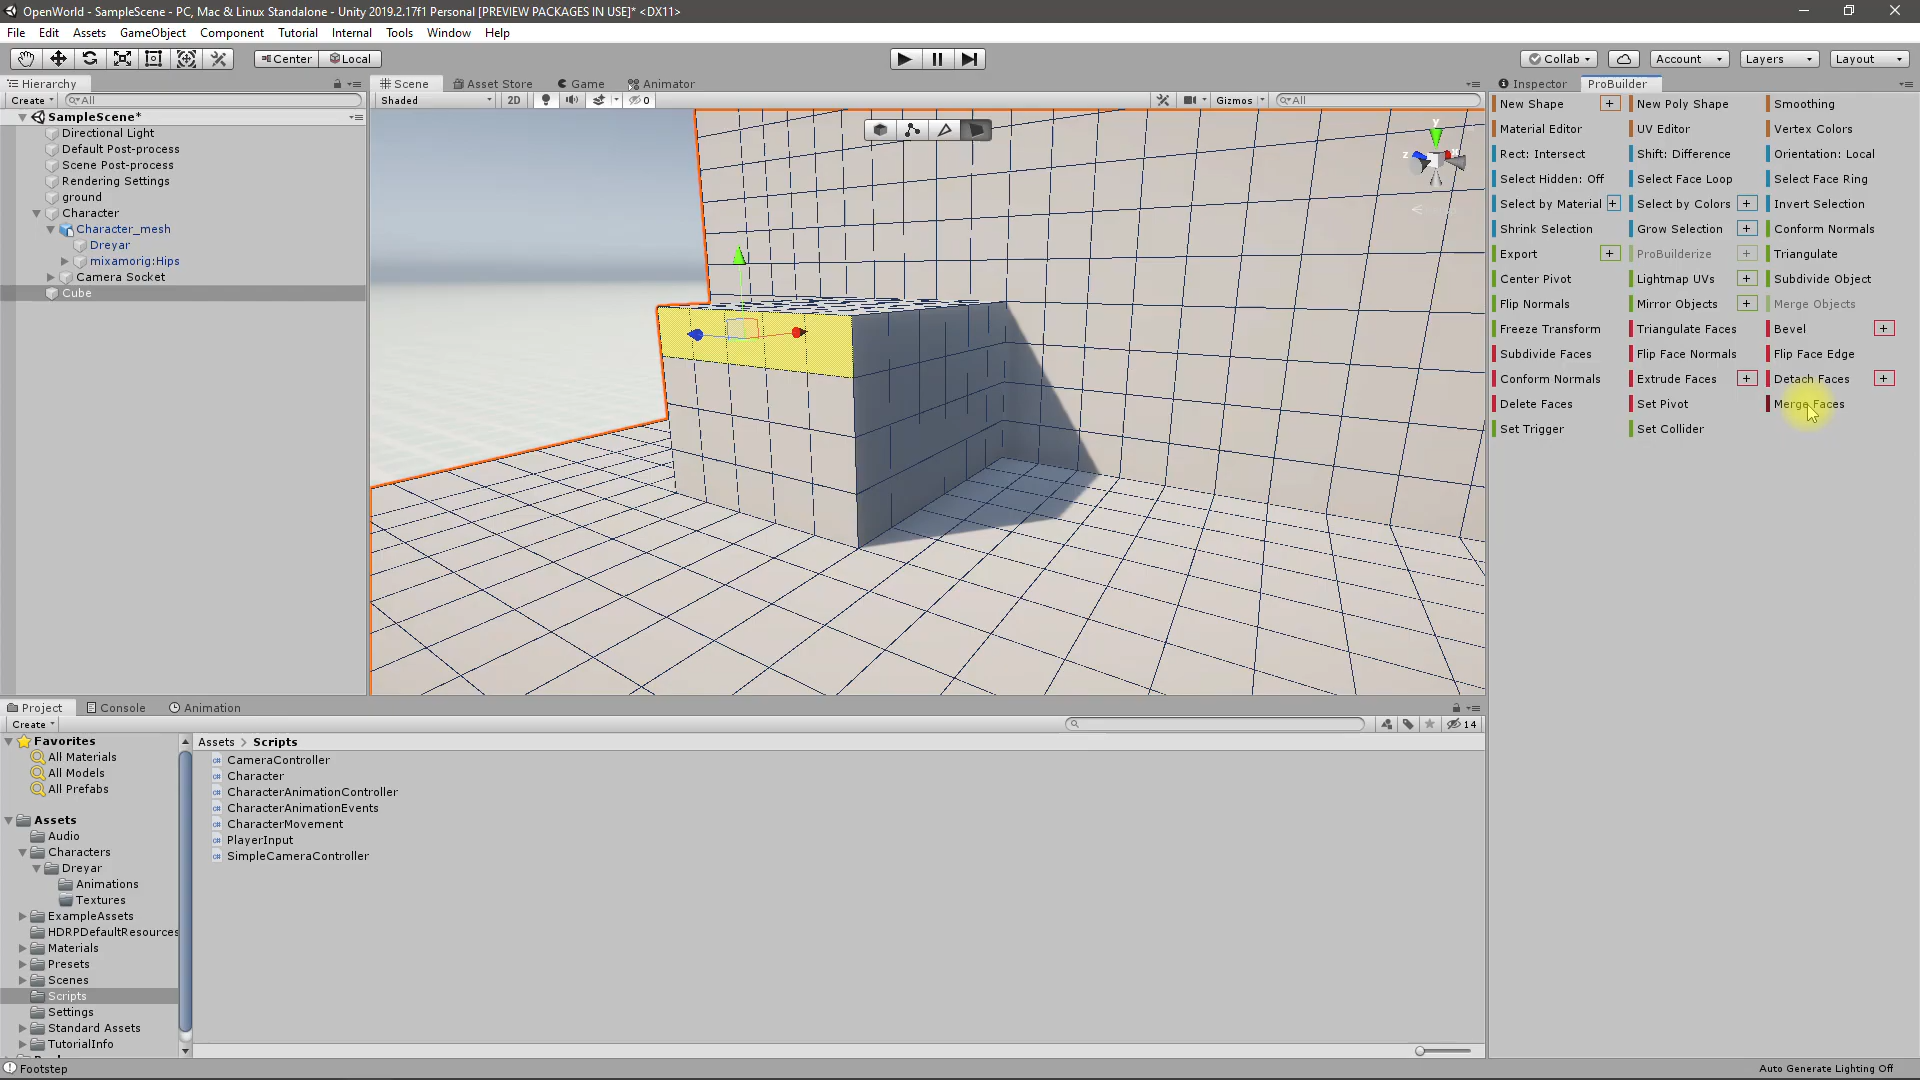 OpenWorld - SampleScene - PC, Mac & Linux Standalone - Unity 2019.2.17f1 Personal [PREVIEW PACKAGES IN USE]* <DX11>
File Edit Assets GameObject Component Tutorial Internal Tools Window Help
Center Local Collab Account Layers Layout
Hierarchy
Create All
SampleScene*
Directional Light
Default Post-process
Scene Post-process
Rendering Settings
ground
Character
Character_mesh
Dreyar
mixamorig:Hips
Camera Socket
Cube
Scene Asset Store Game Animator
Shaded 2D 0 Gizmos All
y
z
Inspector ProBuilder
New Shape + New Poly Shape Smoothing
Material Editor UV Editor Vertex Colors
Rect: Intersect Shift: Difference Orientation: Local
Select Hidden: Off Select Face Loop Select Face Ring
Select by Material + Select by Colors + Invert Selection
Shrink Selection Grow Selection + Conform Normals
Export + ProBuilderize + Triangulate
Center Pivot Lightmap UVs + Subdivide Object
Flip Normals Mirror Objects + Merge Objects
Freeze Transform Triangulate Faces Bevel +
Subdivide Faces Flip Face Normals Flip Face Edge
Conform Normals Extrude Faces + Detach Faces +
Delete Faces Set Pivot Merge Faces
Set Trigger Set Collider
Project Console Animation
Create 14
Favorites
All Materials
All Models
All Prefabs
Assets
Audio
Characters
Dreyar
Animations
Textures
ExampleAssets
HDRPDefaultResources
Materials
Presets
Scenes
Scripts
Settings
Standard Assets
TutorialInfo
Assets > Scripts
CameraController
Character
CharacterAnimationController
CharacterAnimationEvents
CharacterMovement
PlayerInput
SimpleCameraController
Footstep
Auto Generate Lighting Off